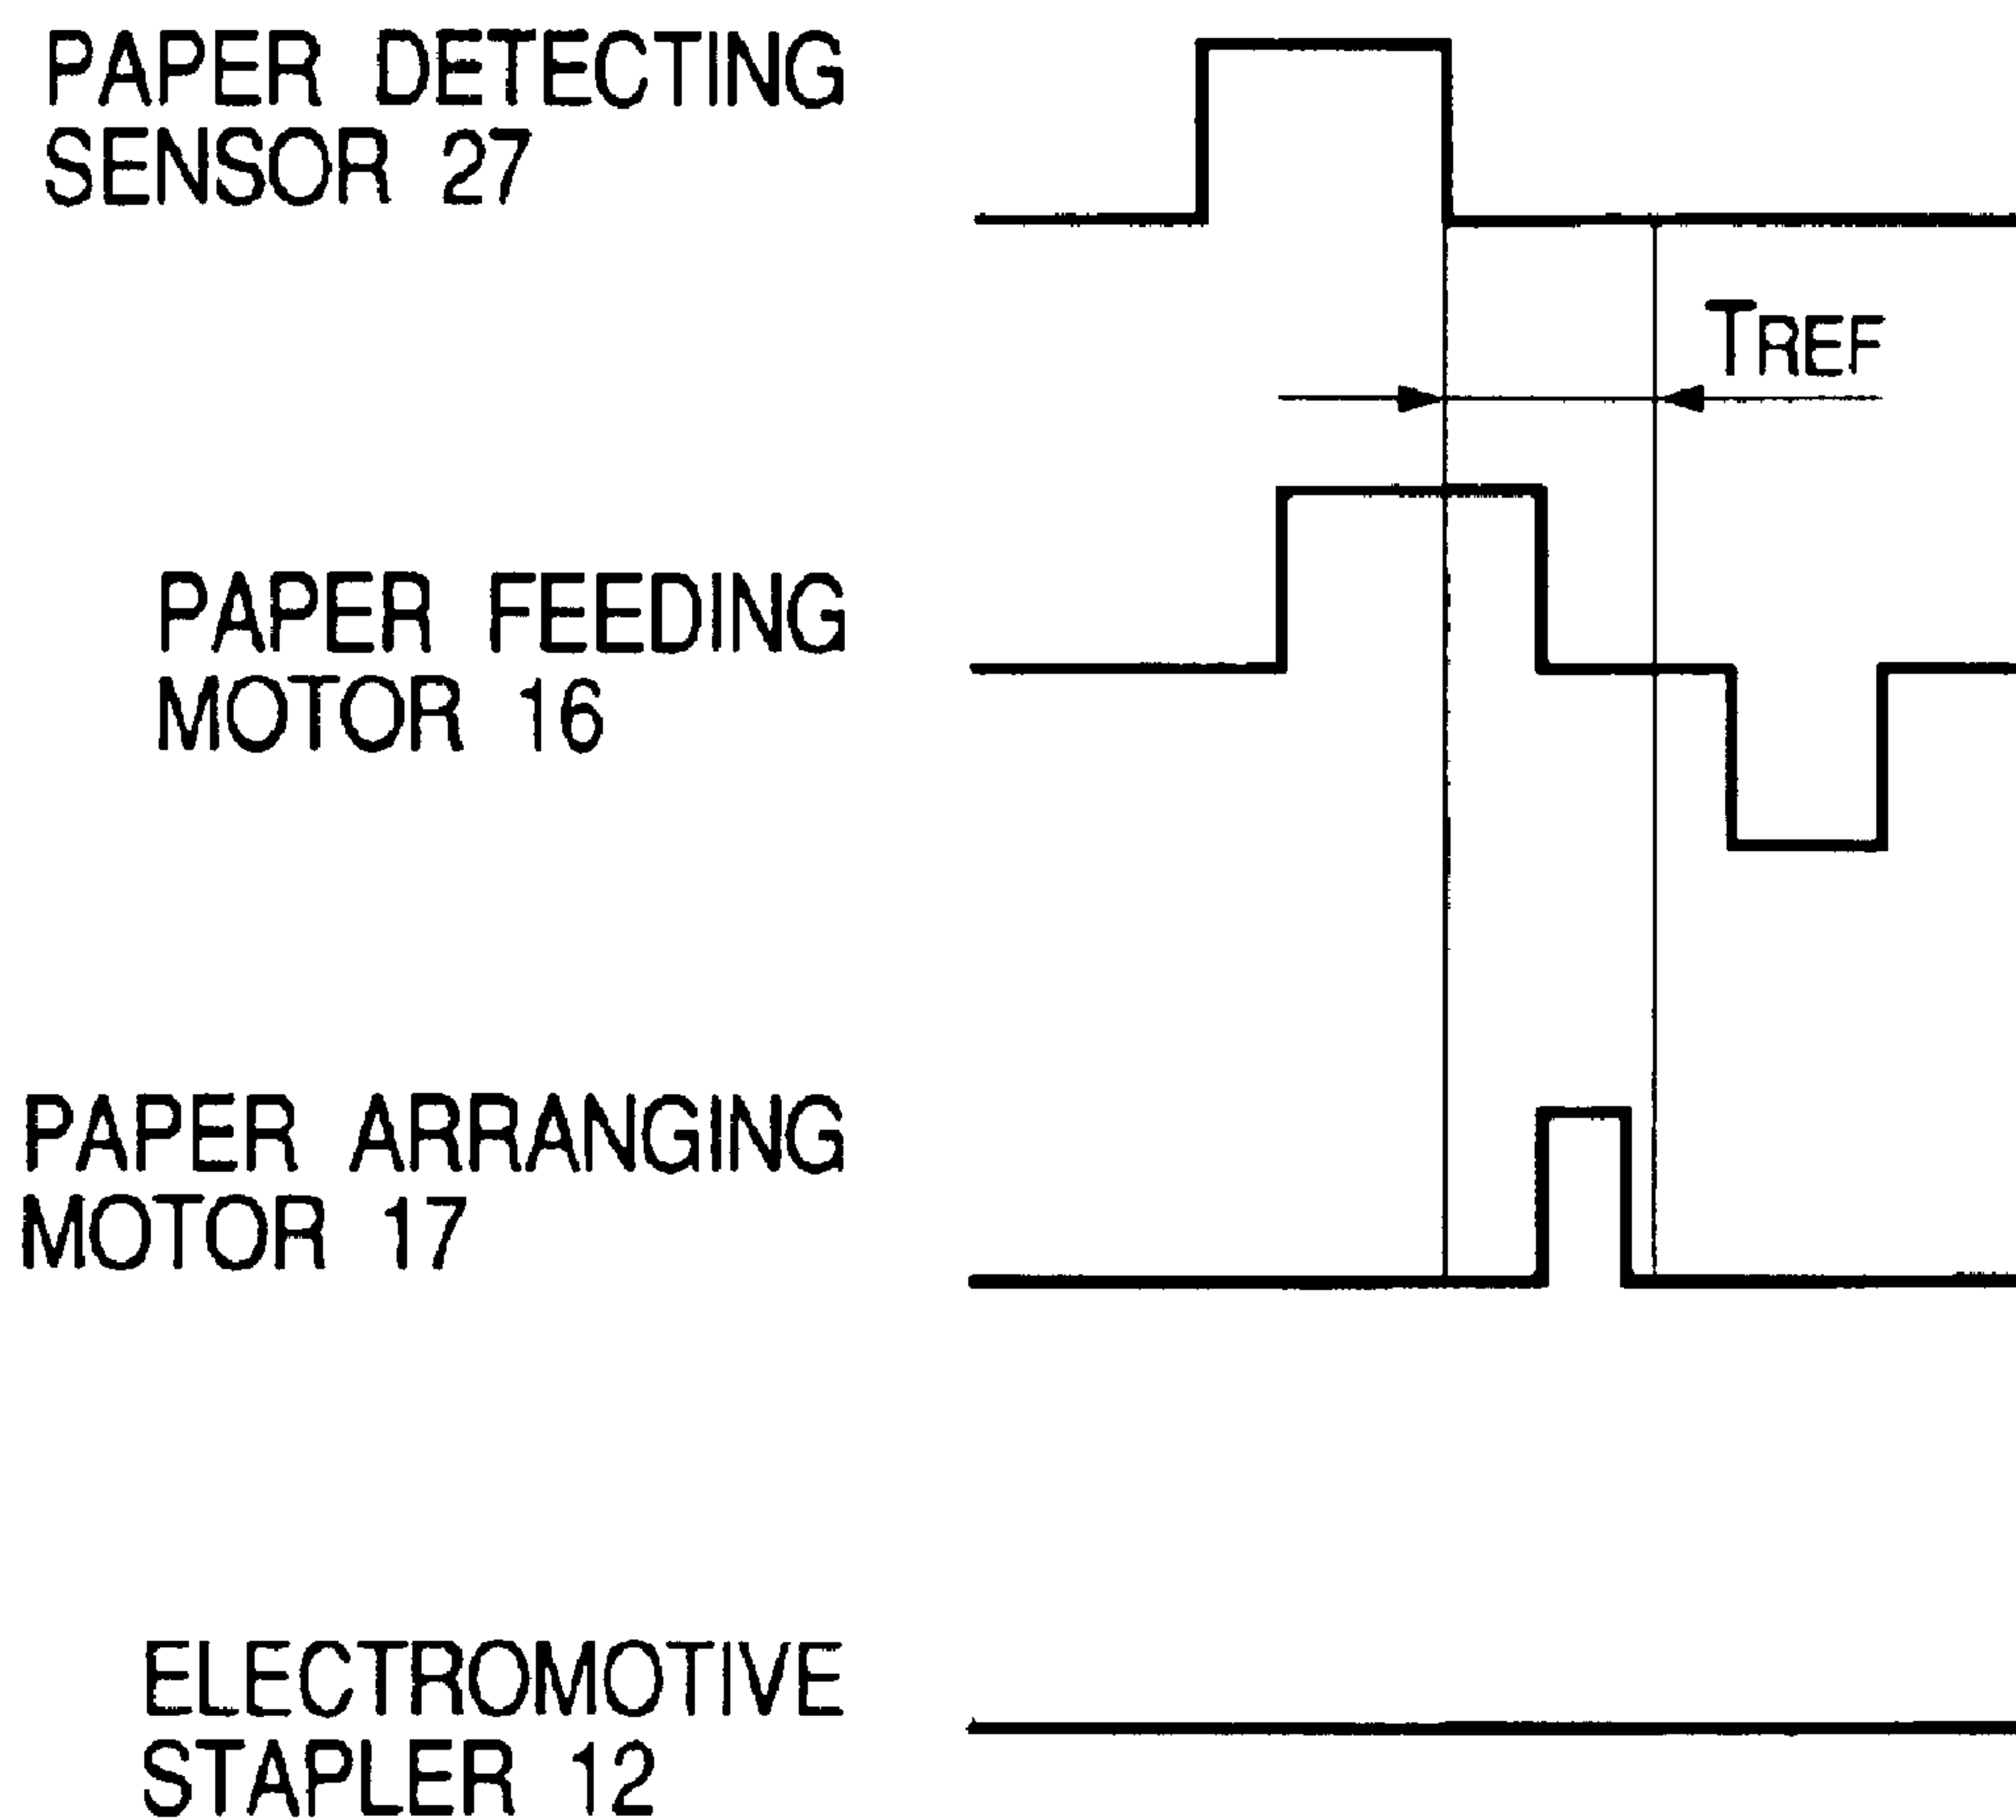 PAPER DETECTING
SENSOR 27
TREF
PAPER FEEDING
MOTOR 16
PAPER ARRANGING
MOTOR 17
ELECTROMOTIVE
STAPLER 12